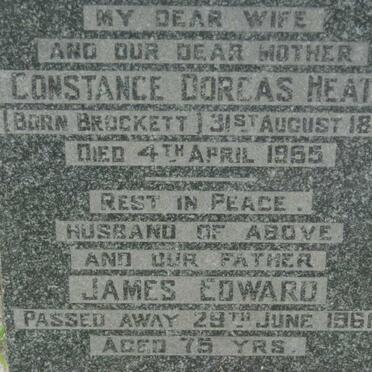 MY DEAR WIFE
AND OUR DEAR MOTHER
CONSTANCE DORCAS HEAT
(BORN BROCKETT) 31ST AUGUST 18
DIED 4TH APRIL 1965
REST IN PEACE.
HUSBAND OF ABOVE
AND OUR FATHER
JAMES EDWARD
PASSED AWAY 29TH JUNE 1961
AGED 75 YRS.